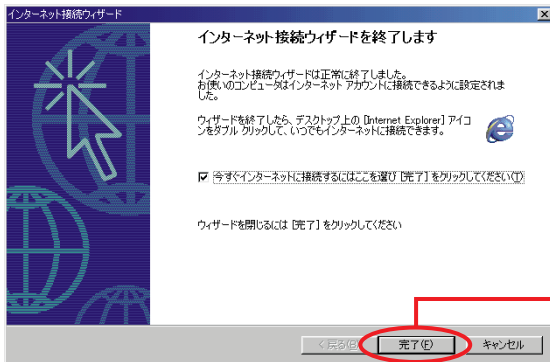 インターネット接続ウィザード
インターネット接続ウィザードを終了します
インターネット接続ウィザードは正常に終了しました。
お使いのコンピュータはインターネット アカウントに接続できるように設定されま
した。
ウィザードを終了したら、デスクトップ上の [Internet Explorer] アイコ
ンをダブル クリックして、いつでもインターネットに接続できます。
今すぐインターネットに接続するにはここを選び [完了] をクリックしてください(T)
ウィザードを閉じるには [完了] をクリックしてください
< 戻る(B) 完了(F) キャンセル